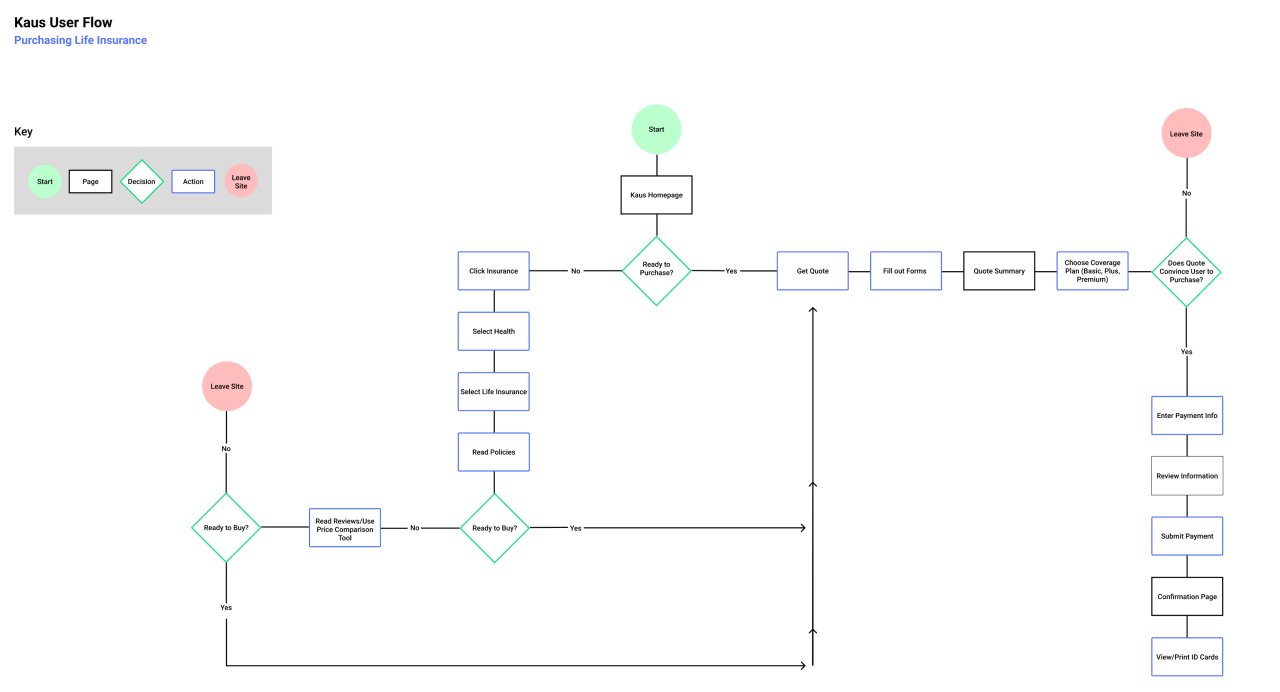 Kaus User Flow
Purchasing Life Insurance
Key
Start
Page
Decision
Action
Leave
Site
Start
Kaus Homepage
Ready to
Purchase?
No
Yes
Click Insurance
Select Health
Select Life Insurance
Read Policies
Ready to Buy?
No
Yes
Read Reviews/Use
Price Comparison
Tool
Ready to Buy?
No
Leave Site
Yes
Get Quote
Fill out Forms
Quote Summary
Choose Coverage
Plan (Basic, Plus,
Premium)
Does Quote
Convince User to
Purchase?
No
Leave Site
Yes
Enter Payment Info
Review Information
Submit Payment
Confirmation Page
View/Print ID Cards